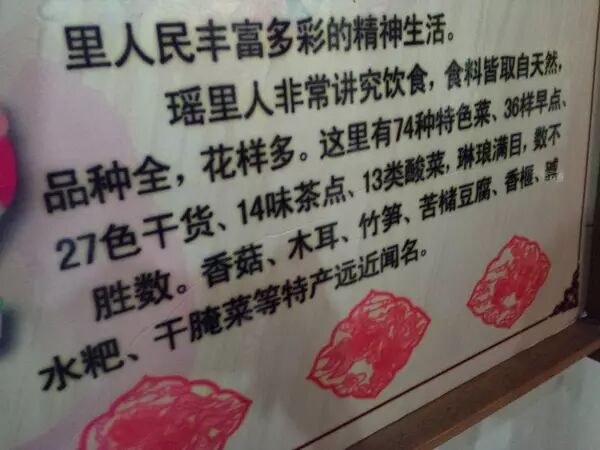 里人民丰富多彩的精神生活。
瑶里人非常讲究饮食，食料皆取自天然，
品种全，花样多。这里有74种特色菜、36样早点、
27色干货、14味茶点、13类酸菜，琳琅满目，数不
胜数。香菇、木耳、竹笋、苦槠豆腐、香榧、
水粑、干腌菜等特产远近闻名。